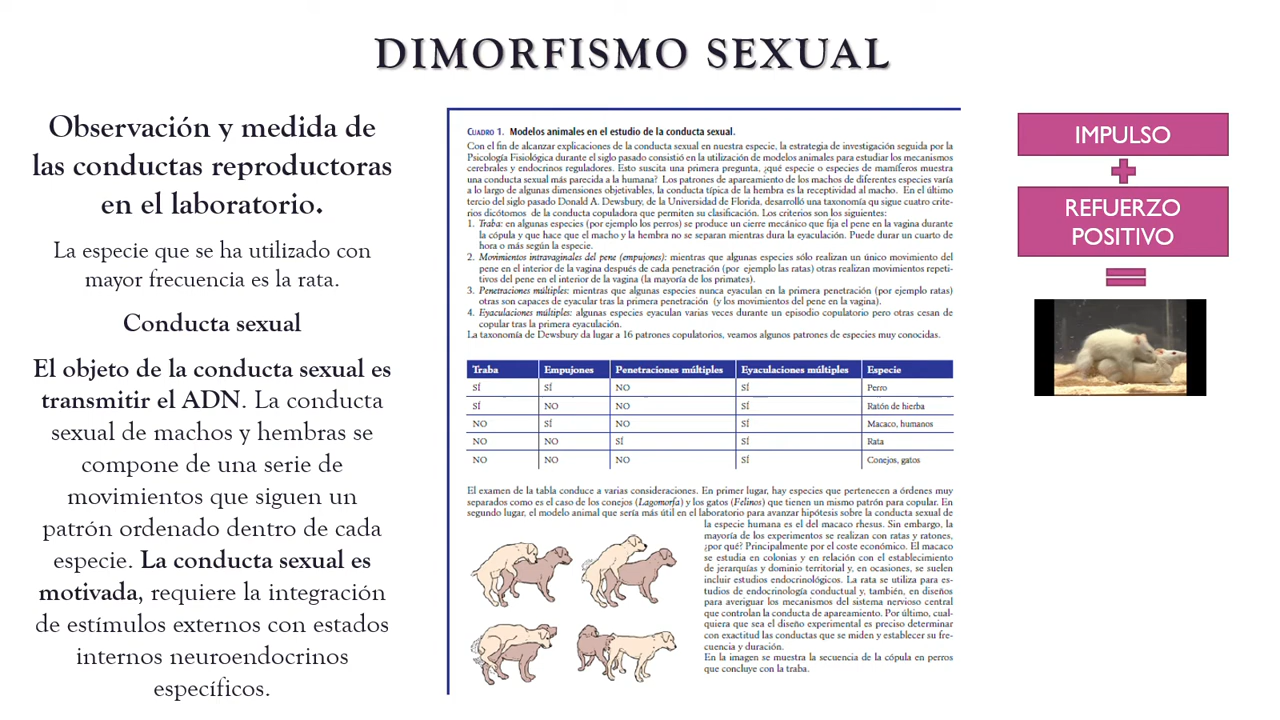 DIMORFISMO SEXUAL
Observación y medida de
las conductas reproductoras
en el laboratorio.
La especie que se ha utilizado con
mayor frecuencia es la rata.
Conducta sexual
El objeto de la conducta sexual es
transmitir el ADN. La conducta
sexual de machos y hembras se
compone de una serie de
movimientos que siguen un
patrón ordenado dentro de cada
especie. La conducta sexual es
motivada, requiere la integración
de estímulos externos con estados
internos neuroendocrinos
específicos.
CUADRO 1. Modelos animales en el estudio de la conducta sexual.
Con el fin de alcanzar explicaciones de la conducta sexual en nuestra especie, la estrategia de investigación seguida por la
Psicología Fisiológica durante el siglo pasado consistió en la utilización de modelos animales para estudiar los mecanismos
cerebrales y endocrinos reguladores. Esto suscita una primera pregunta, ¿qué especie o especies de mamíferos muestra
una conducta sexual más parecida a la humana? Los patrones de apareamiento de los machos de diferentes especies varía
a lo largo de algunas dimensiones objetivables, la conducta típica de la hembra es la receptividad al macho. En el último
tercio del siglo pasado Donald A. Dewsbury, de la Universidad de Florida, desarrolló una taxonomía qu sigue cuatro crite-
rios dicótomos de la conducta copuladora que permiten su clasificación. Los criterios son los siguientes:
1. Traba: en algunas especies (por ejemplo los perros) se produce un cierre mecánico que fija el pene en la vagina durante
la cópula y que hace que el macho y la hembra no se separan mientras dura la eyaculación. Puede durar un cuarto de
hora o más según la especie.
2. Movimientos intravaginales del pene (empujones): mientras que algunas especies sólo realizan un único movimiento del
pene en el interior de la vagina después de cada penetración (por ejemplo las ratas) otras realizan movimientos repeti-
tivos del pene en el interior de la vagina (la mayoría de los primates).
3. Penetraciones múltiples: mientras que algunas especies nunca eyaculan en la primera penetración (por ejemplo ratas)
otras son capaces de eyacular tras la primera penetración (y los movimientos del pene en la vagina).
4. Eyaculaciones múltiples: algunas especies eyaculan varias veces durante un episodio copulatorio pero otras cesan de
copular tras la primera eyaculación.
La taxonomía de Dewsbury da lugar a 16 patrones copulatorios, veamos algunos patrones de especies muy conocidas.
Traba Empujones Penetraciones múltiples Eyaculaciones múltiples Especie
SÍ SÍ NO SÍ Perro
SÍ NO NO SÍ Ratón de hierba
NO SÍ NO SÍ Macaco, humanos
NO NO SÍ SÍ Rata
NO NO NO SÍ Conejos, gatos
El examen de la tabla conduce a varias consideraciones. En primer lugar, hay especies que pertenecen a órdenes muy
separados como es el caso de los conejos (Lagomorfa) y los gatos (Felinos) que tienen un mismo patrón para copular. En
segundo lugar, el modelo animal que sería más útil en el laboratorio para avanzar hipótesis sobre la conducta sexual de
la especie humana es el del macaco rhesus. Sin embargo, la
mayoría de los experimentos se realizan con ratas y ratones,
¿por qué? Principalmente por el coste económico. El macaco
se estudia en colonias y en relación con el establecimiento
de jerarquías y dominio territorial y, en ocasiones, se suelen
incluir estudios endocrinológicos. La rata se utiliza para es-
tudios de endocrinología conductual y, también, en diseños
para averiguar los mecanismos del sistema nervioso central
que controlan la conducta de apareamiento. Por último, cual-
quiera que sea el diseño experimental es preciso determinar
con exactitud las conductas que se miden y establecer su fre-
cuencia y duración.
En la imagen se muestra la secuencia de la cópula en perros
que concluye con la traba.
IMPULSO
+
REFUERZO
POSITIVO
=